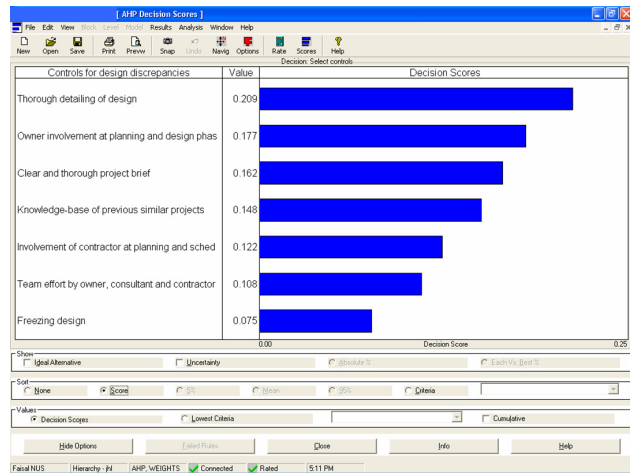 [ AHP Decision Scores ]
File Edit View Block Level Model Results Analysis Window Help
New Open Save Print Prevw Snap Undo Navig Options Rate Scores Help
Decision: Select controls
Controls for design discrepancies Value Decision Scores
Thorough detailing of design 0.209
Owner involvement at planning and design phas 0.177
Clear and thorough project brief 0.162
Knowledge-base of previous similar projects 0.148
Involvement of contractor at planning and sched 0.122
Team effort by owner, consultant and contractor 0.108
Freezing design 0.075
0.00 Decision Score 0.25
Show
Ideal Alternative Uncertainty Absolute % Each Vs. Best %
Sort
None Score 5% Mean 95% Criteria
Values
Decision Scores Lowest Criteria Cumulative
Hide Options Failed Rules Close Info Help
Faisal NUS Hierarchy - jhl AHP, WEIGHTS Connected Rated 5:11 PM